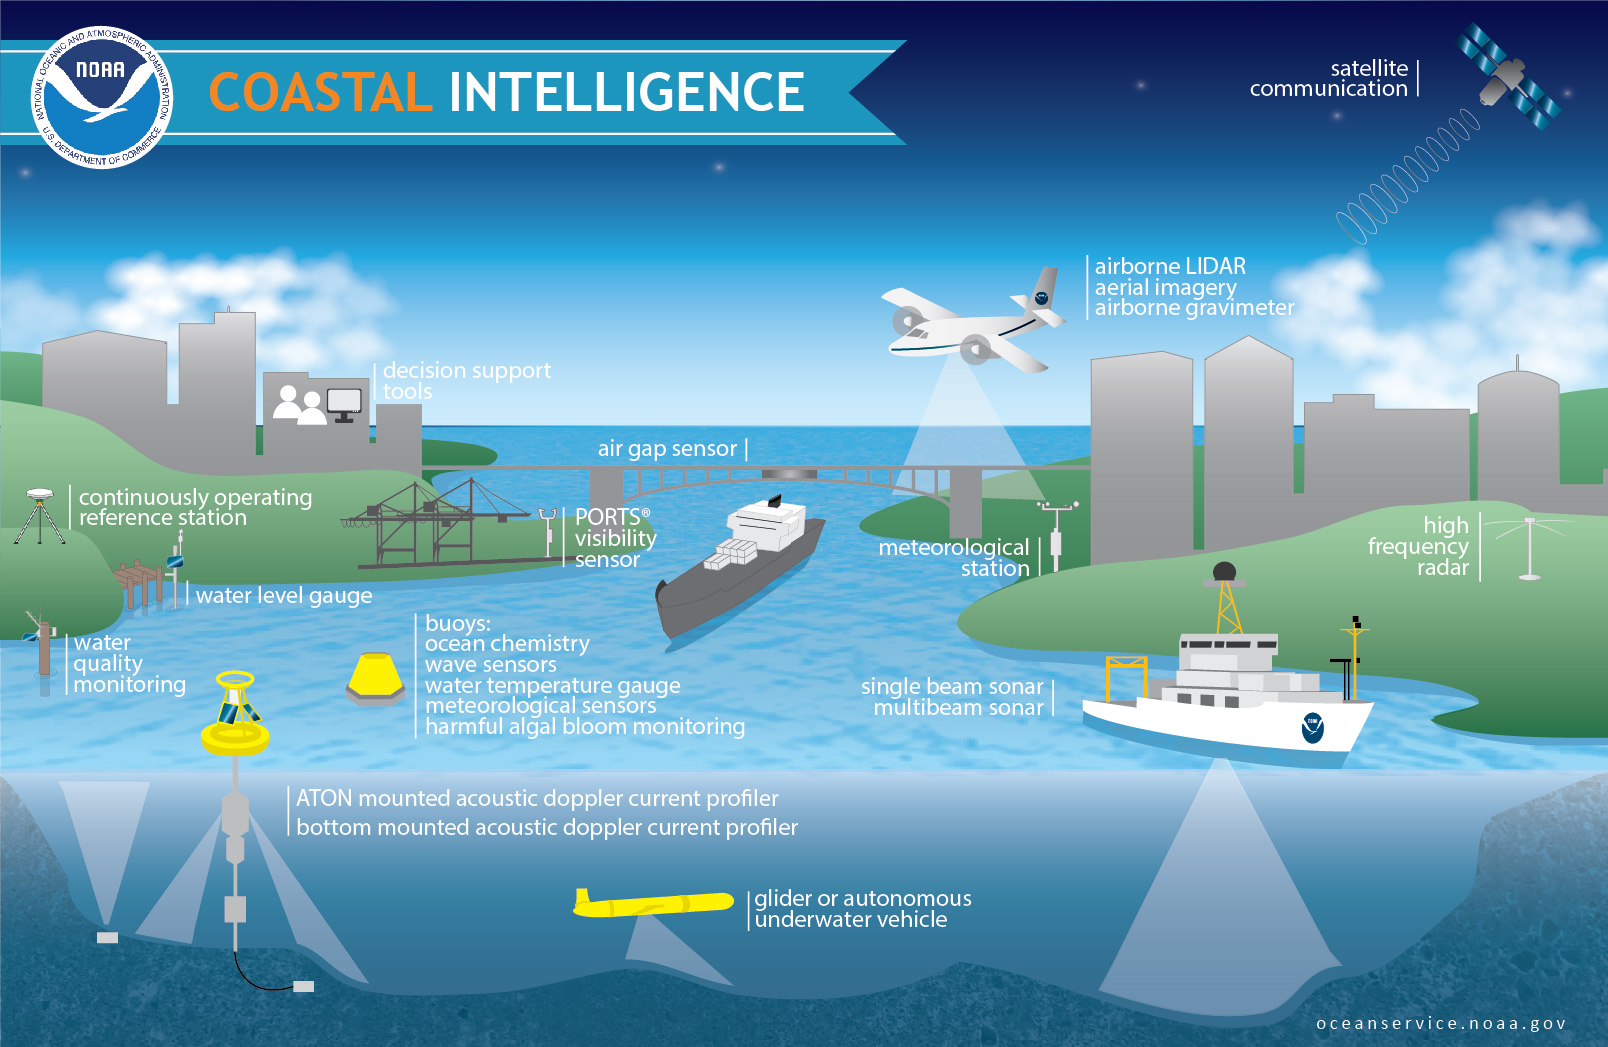 NATIONAL OCEANIC AND ATMOSPHERIC ADMINISTRATION
U.S. DEPARTMENT OF COMMERCE
NOAA
COASTAL INTELLIGENCE
satellite
communication
airborne LIDAR
aerial imagery
airborne gravimeter
decision support
tools
air gap sensor
continuously operating
reference station
PORTS®
visibility
sensor
meteorological
station
high
frequency
radar
water level gauge
water
quality
monitoring
buoys:
ocean chemistry
wave sensors
water temperature gauge
meteorological sensors
harmful algal bloom monitoring
single beam sonar
multibeam sonar
ATON mounted acoustic doppler current profiler
bottom mounted acoustic doppler current profiler
glider or autonomous
underwater vehicle
oceanservice.noaa.gov